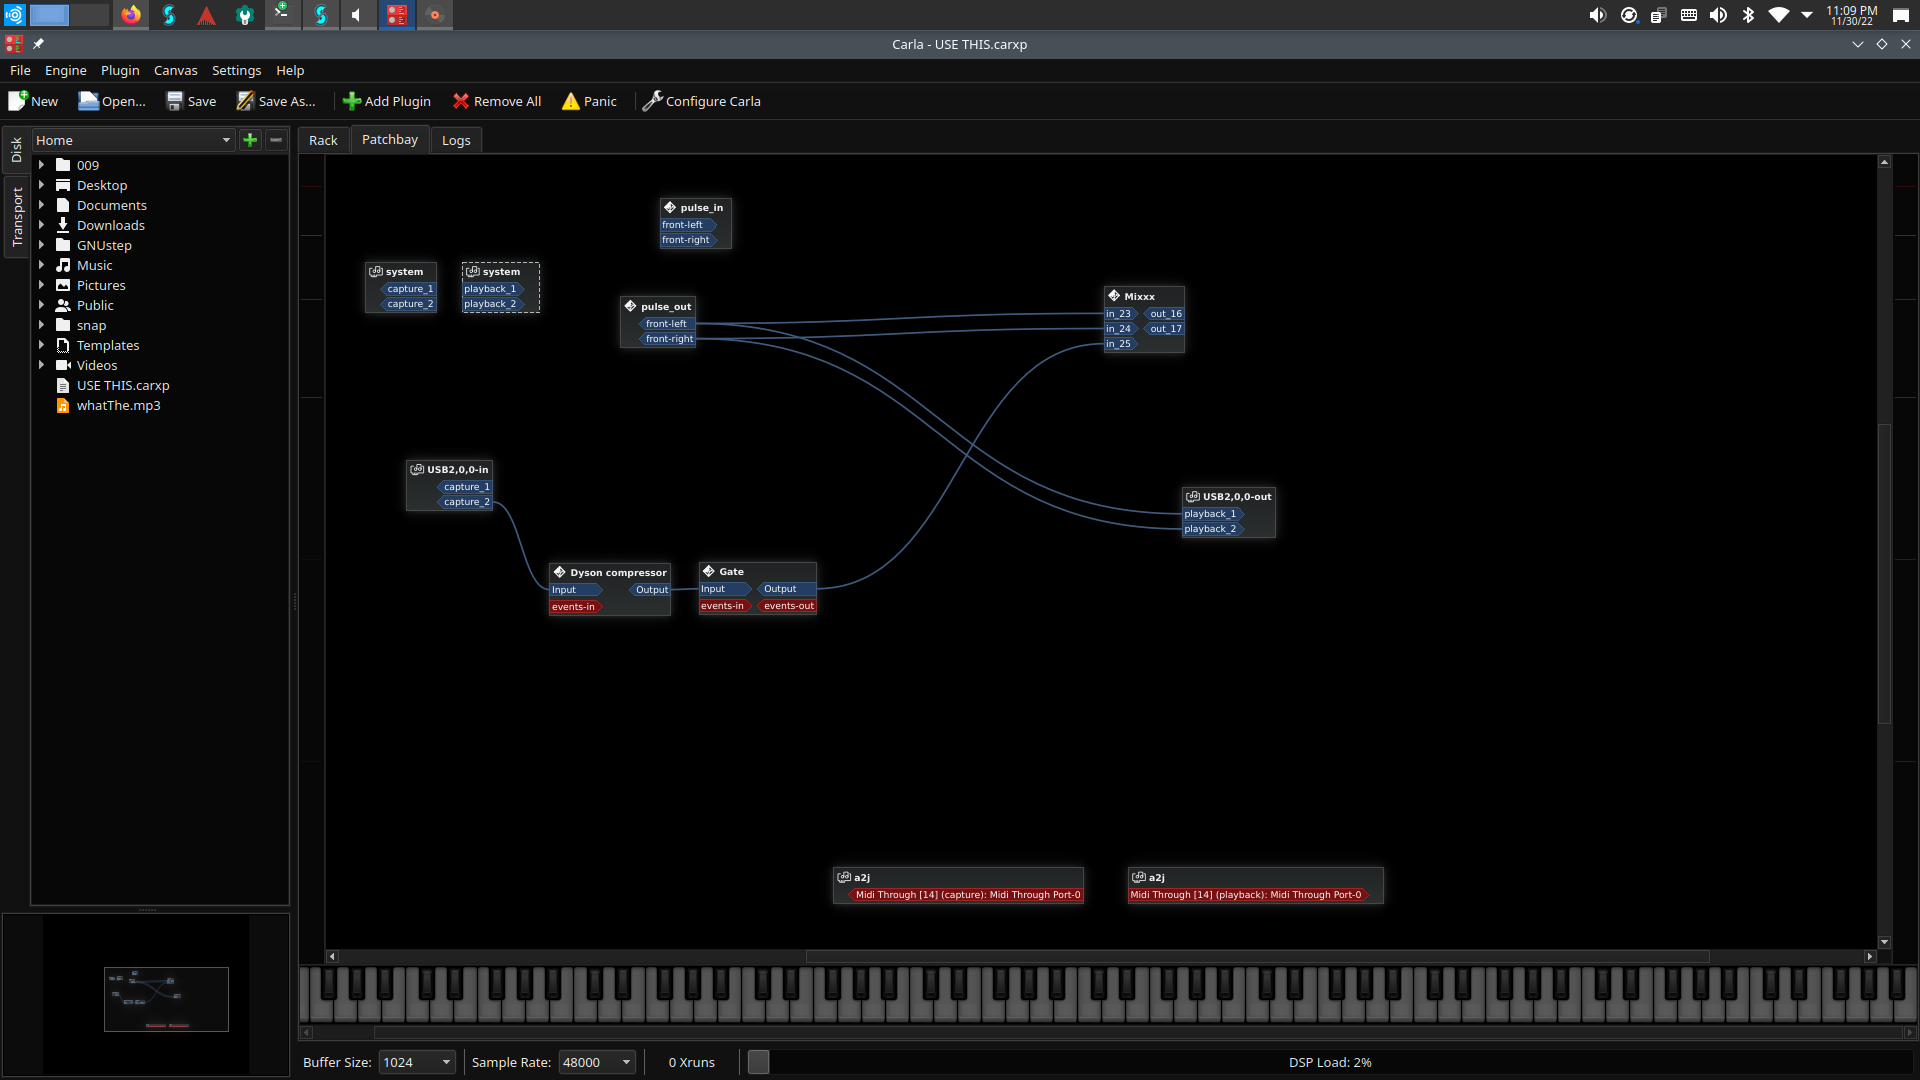 11:09 PM
11/30/22
Carla - USE THIS.carxp
File Engine Plugin Canvas Settings Help
New Open... Save Save As... Add Plugin Remove All Panic Configure Carla
Disk
Transport
Home
009
Desktop
Documents
Downloads
GNUstep
Music
Pictures
Public
snap
Templates
Videos
USE THIS.carxp
whatThe.mp3
Rack Patchbay Logs
pulse_in
front-left
front-right
system
capture_1
capture_2
system
playback_1
playback_2
pulse_out
front-left
front-right
Mixxx
in_23 out_16
in_24 out_17
in_25
USB2,0,0-in
capture_1
capture_2
USB2,0,0-out
playback_1
playback_2
Dyson compressor
Input Output
events-in
Gate
Input Output
events-in events-out
a2j
Midi Through [14] (capture): Midi Through Port-0
a2j
Midi Through [14] (playback): Midi Through Port-0
Buffer Size: 1024 Sample Rate: 48000 0 Xruns DSP Load: 2%